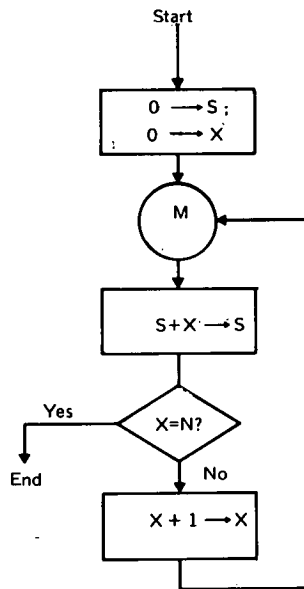 Start
0 → S ;
0 → X
M
S+X → S
X=N?
Yes
End
No
X + 1 → X